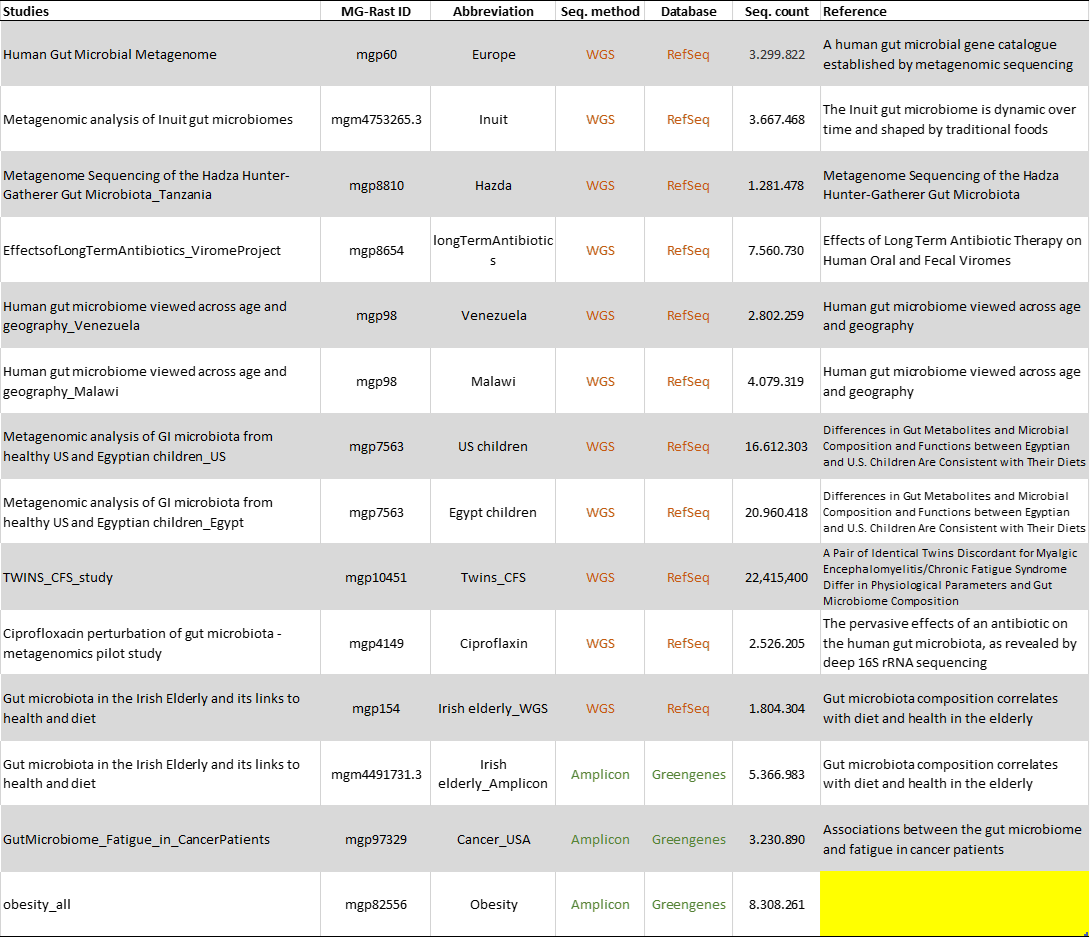 Studies MG-Rast ID Abbreviation Seq. method Database Seq. count Reference
Human Gut Microbial Metagenome mgp60 Europe WGS RefSeq 3.299.822 A human gut microbial gene catalogue
established by metagenomic sequencing
Metagenomic analysis of Inuit gut microbiomes mgm4753265.3 Inuit WGS RefSeq 3.667.468 The Inuit gut microbiome is dynamic over
time and shaped by traditional foods
Metagenome Sequencing of the Hadza Hunter-
Gatherer Gut Microbiota_Tanzania mgp8810 Hazda WGS RefSeq 1.281.478 Metagenome Sequencing of the Hadza
Hunter-Gatherer Gut Microbiota
EffectsofLongTermAntibiotics_ViromeProject mgp8654 longTermAntibiotic
s WGS RefSeq 7.560.730 Effects of Long Term Antibiotic Therapy on
Human Oral and Fecal Viromes
Human gut microbiome viewed across age and
geography_Venezuela mgp98 Venezuela WGS RefSeq 2.802.259 Human gut microbiome viewed across age
and geography
Human gut microbiome viewed across age and
geography_Malawi mgp98 Malawi WGS RefSeq 4.079.319 Human gut microbiome viewed across age
and geography
Metagenomic analysis of GI microbiota from
healthy US and Egyptian children_US mgp7563 US children WGS RefSeq 16.612.303 Differences in Gut Metabolites and Microbial
Composition and Functions between Egyptian
and U.S. Children Are Consistent with Their Diets
Metagenomic analysis of GI microbiota from
healthy US and Egyptian children_Egypt mgp7563 Egypt children WGS RefSeq 20.960.418 Differences in Gut Metabolites and Microbial
Composition and Functions between Egyptian
and U.S. Children Are Consistent with Their Diets
TWINS_CFS_study mgp10451 Twins_CFS WGS RefSeq 22,415,400 A Pair of Identical Twins Discordant for Myalgic
Encephalomyelitis/Chronic Fatigue Syndrome
Differ in Physiological Parameters and Gut
Microbiome Composition
Ciprofloxacin perturbation of gut microbiota -
metagenomics pilot study mgp4149 Ciproflaxin WGS RefSeq 2.526.205 The pervasive effects of an antibiotic on
the human gut microbiota, as revealed by
deep 16S rRNA sequencing
Gut microbiota in the Irish Elderly and its links to
health and diet mgp154 Irish elderly_WGS WGS RefSeq 1.804.304 Gut microbiota composition correlates
with diet and health in the elderly
Gut microbiota in the Irish Elderly and its links to
health and diet mgm4491731.3 Irish
elderly_Amplicon Amplicon Greengenes 5.366.983 Gut microbiota composition correlates
with diet and health in the elderly
GutMicrobiome_Fatigue_in_CancerPatients mgp97329 Cancer_USA Amplicon Greengenes 3.230.890 Associations between the gut microbiome
and fatigue in cancer patients
obesity_all mgp82556 Obesity Amplicon Greengenes 8.308.261